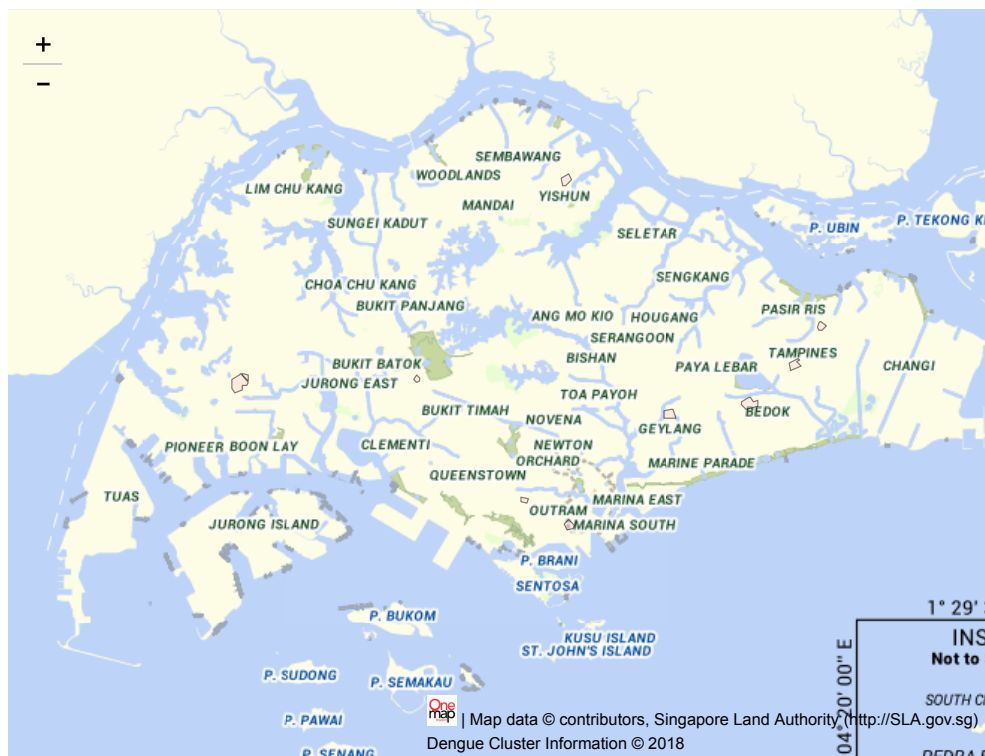 +
−
SEMBAWANG
WOODLANDS
LIM CHU KANG
YISHUN
MANDAI
SUNGEI KADUT
P. TEKONG
P. UBIN
SELETAR
SENGKANG
CHOA CHU KANG
BUKIT PANJANG
PASIR RIS
ANG MO KIO
HOUGANG
SERANGOON
BISHAN
TAMPINES
BUKIT BATOK
PAYA LEBAR
CHANGI
JURONG EAST
TOA PAYOH
BUKIT TIMAH
BEDOK
NOVENA
GEYLANG
PIONEER
BOON LAY
CLEMENTI
NEWTON
ORCHARD
MARINE PARADE
QUEENSTOWN
TUAS
MARINA EAST
OUTRAM
JURONG ISLAND
MARINA SOUTH
P. BRANI
SENTOSA
1° 29'
P. BUKOM
KUSU ISLAND
ST. JOHN'S ISLAND
INS
Not to
P. SUDONG
P. SEMAKAU
04° 20' 00" E
SOUTH C
P. PAWAI
One map
| Map data © contributors, Singapore Land Authority (http://SLA.gov.sg)
Dengue Cluster Information © 2018
P. SENANG
PEDRA